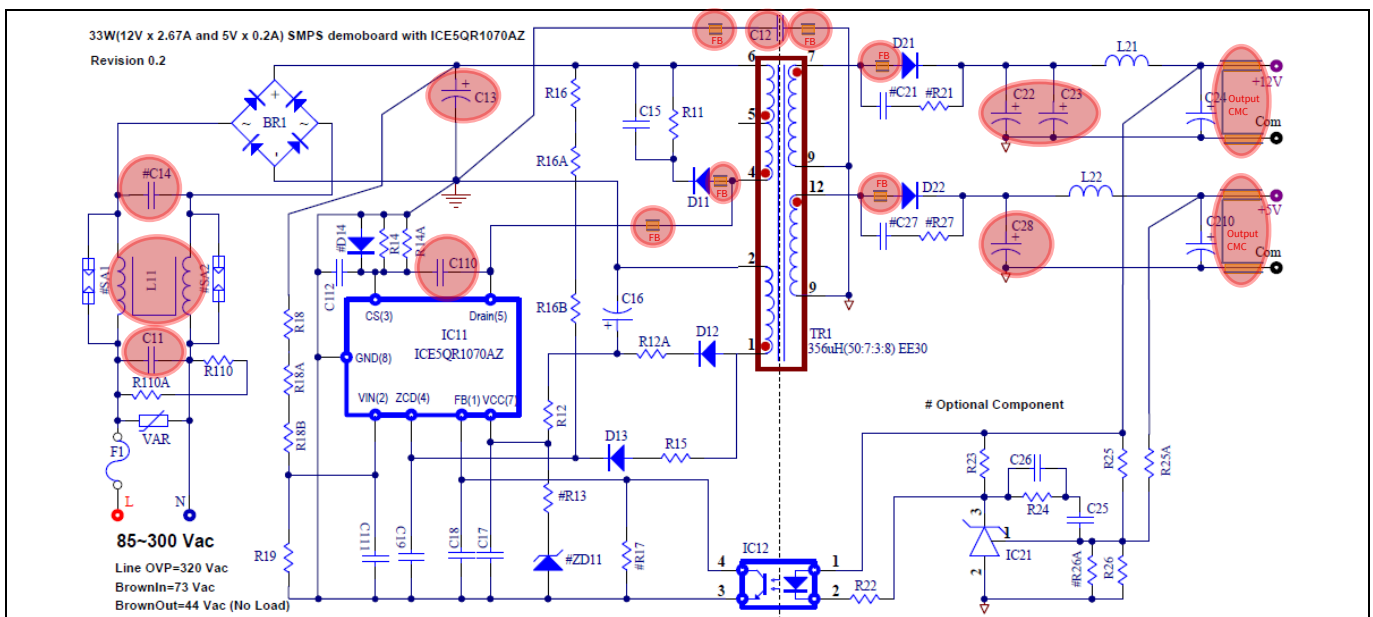 33W(12V x 2.67A and 5V x 0.2A) SMPS demoboard with ICE5QR1070AZ
Revision 0.2
FB
C12
FB
BR1
C13
R16
C15
R11
6
5
4
D11
FB
7
9
FB
D21
#C21
#R21
C22
C23
L21
C24
Output
CMC
+12V
Com
#C14
R16A
FB
12
FB
D22
#C27
#R27
C28
L22
C210
Output
CMC
+5V
Com
#SA1
L11
#SA2
#D14
R14
R14A
C110
C112
2
9
C11
R110
R110A
VAR
F1
L
N
R18
R18A
R18B
CS(3)
Drain(5)
IC11
ICE5QR1070AZ
GND(8)
VIN(2)
ZCD(4)
FB(1)
VCC(7)
R16B
C16
R12A
D12
1
TR1
356uH(50:7:3:8) EE30
R12
D13
R15
# Optional Component
85~300 Vac
Line OVP=320 Vac
BrownIn=73 Vac
BrownOut=44 Vac (No Load)
R19
C111
C19
C18
C17
#R13
#ZD11
#R17
IC12
4
3
1
2
R22
R23
C26
R24
C25
R25
R25A
3
1
2
IC21
#R26A
R26